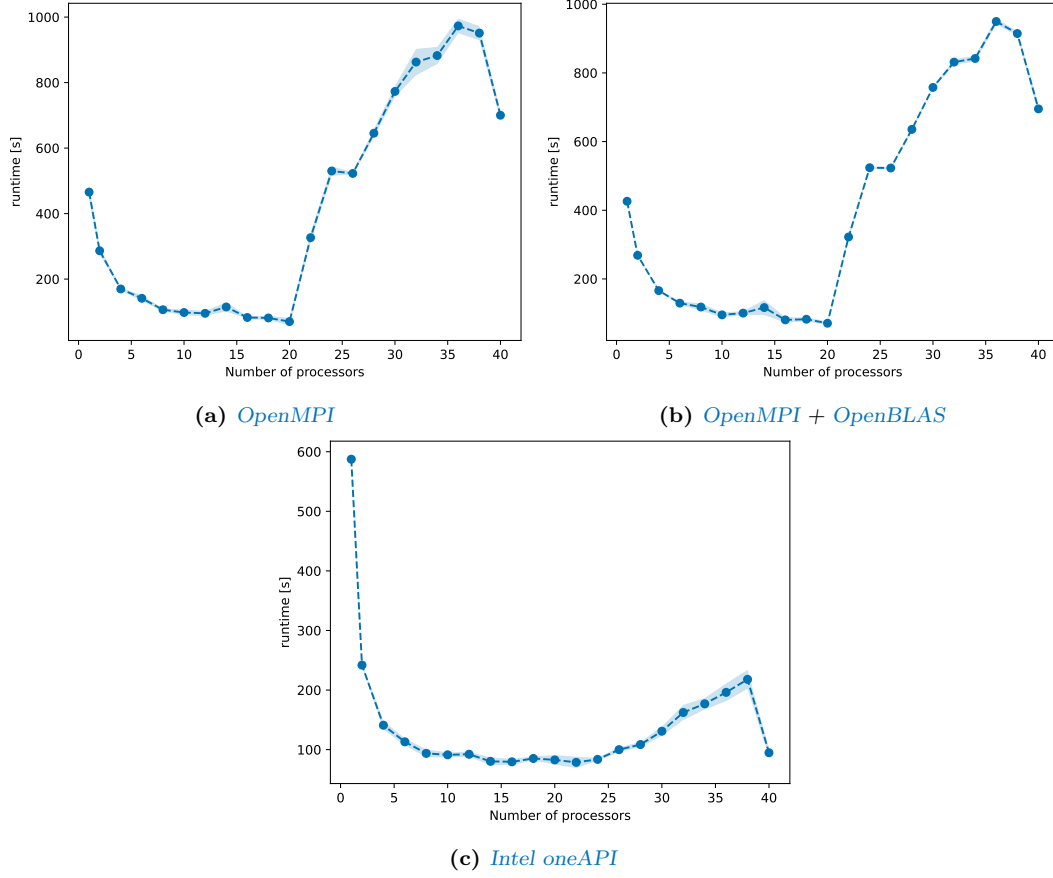 1000
800
600
400
200
runtime [s]
0 5 10 15 20 25 30 35 40
Number of processors
(a) OpenMPI
1000
800
600
400
200
runtime [s]
0 5 10 15 20 25 30 35 40
Number of processors
(b) OpenMPI + OpenBLAS
600
500
400
300
200
100
runtime [s]
0 5 10 15 20 25 30 35 40
Number of processors
(c) Intel oneAPI